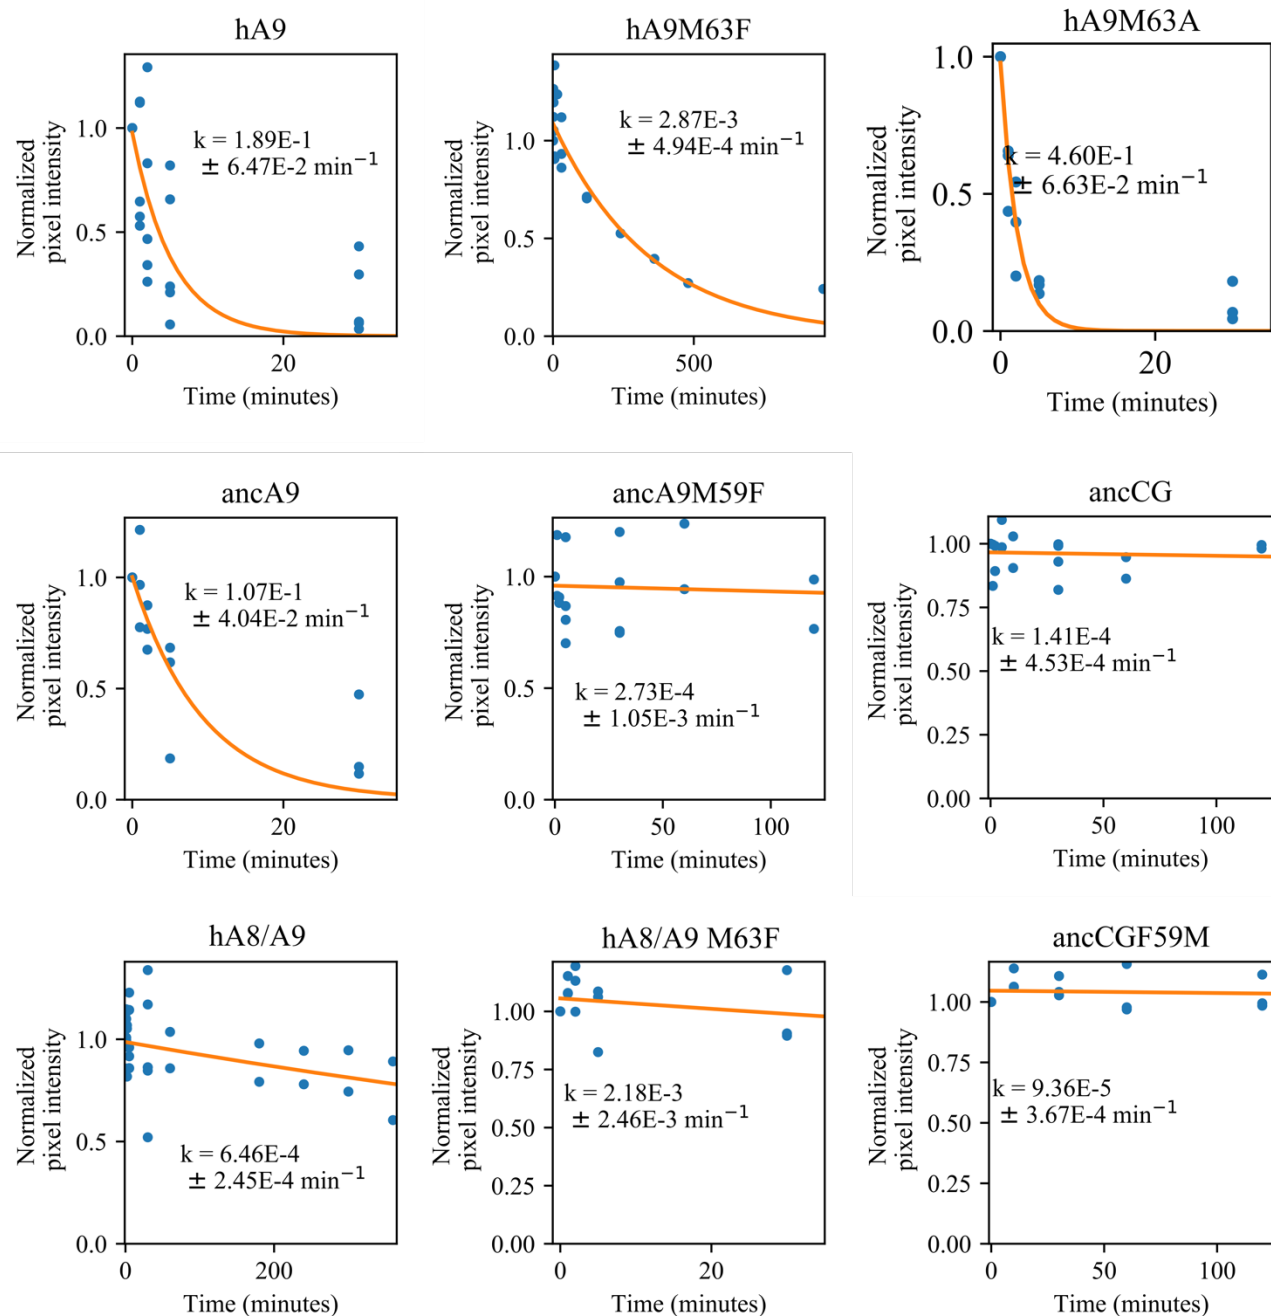 hA9
Normalized
pixel intensity
1.0
0.5
0.0
k = 1.89E-1
± 6.47E-2 min⁻¹
0 20
Time (minutes)
hA9M63F
Normalized
pixel intensity
1.0
0.5
0.0
k = 2.87E-3
± 4.94E-4 min⁻¹
0 500
Time (minutes)
hA9M63A
Normalized
pixel intensity
1.0
0.5
0.0
k = 4.60E-1
± 6.63E-2 min⁻¹
0 20
Time (minutes)
ancA9
Normalized
pixel intensity
1.0
0.5
0.0
k = 1.07E-1
± 4.04E-2 min⁻¹
0 20
Time (minutes)
ancA9M59F
Normalized
pixel intensity
1.0
0.5
0.0
k = 2.73E-4
± 1.05E-3 min⁻¹
0 50 100
Time (minutes)
ancCG
Normalized
pixel intensity
1.00
0.75
0.50
0.25
0.00
k = 1.41E-4
± 4.53E-4 min⁻¹
0 50 100
Time (minutes)
hA8/A9
Normalized
pixel intensity
1.0
0.5
0.0
k = 6.46E-4
± 2.45E-4 min⁻¹
0 200
Time (minutes)
hA8/A9 M63F
Normalized
pixel intensity
1.00
0.75
0.50
0.25
0.00
k = 2.18E-3
± 2.46E-3 min⁻¹
0 20
Time (minutes)
ancCGF59M
Normalized
pixel intensity
1.00
0.75
0.50
0.25
0.00
k = 9.36E-5
± 3.67E-4 min⁻¹
0 50 100
Time (minutes)